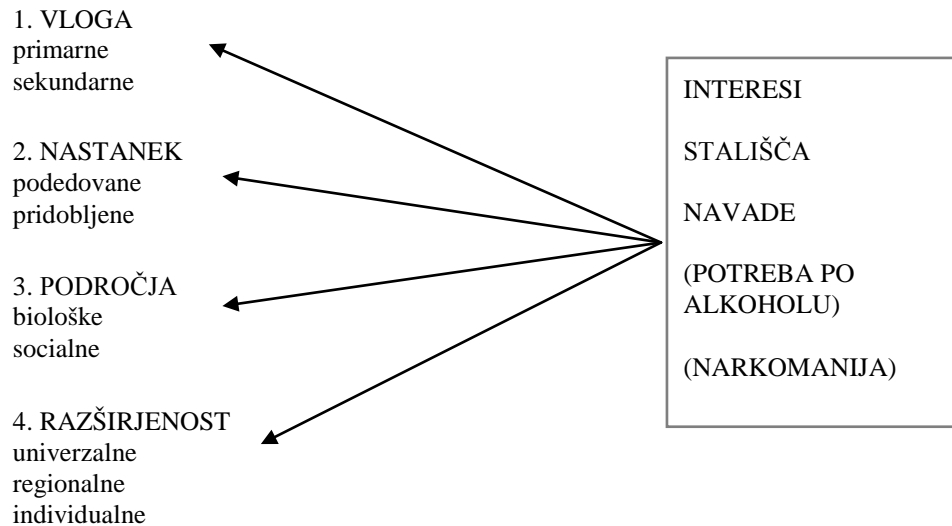 1. VLOGA
primarne
sekundarne
2. NASTANEK
podedovane
pridobljene
3. PODROČJA
biološke
socialne
4. RAZŠIRJENOST
univerzalne
regionalne
individualne
INTERESI
STALIŠČA
NAVADE
(POTREBA PO
ALKOHOLU)
(NARKOMANIJA)